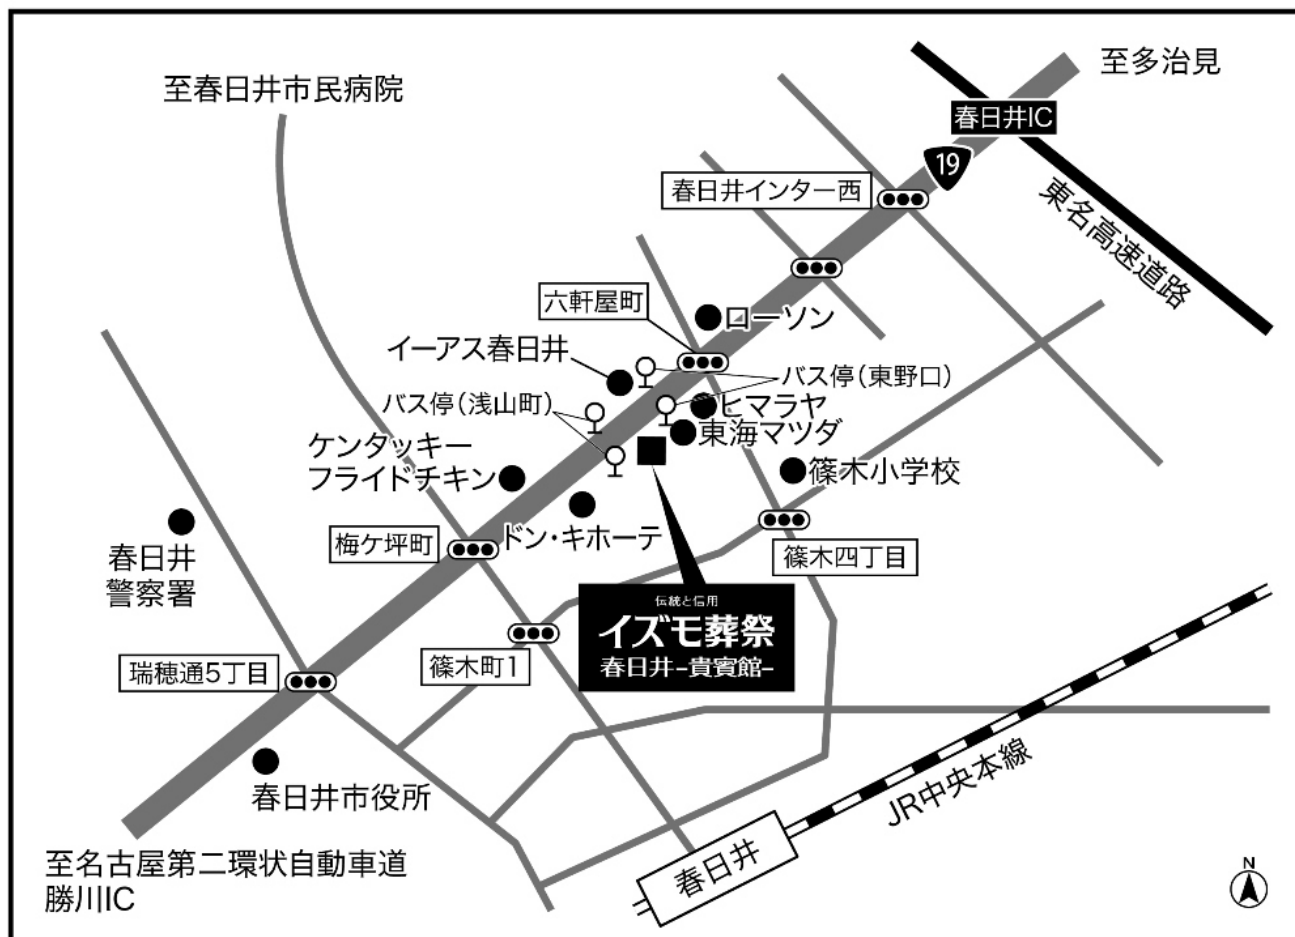 至多治見
至春日井市民病院
春日井IC
19
春日井インター西
東名高速道路
六軒屋町
ローソン
イーアス春日井
バス停(東野口)
バス停(浅山町)
ヒマラヤ
東海マツダ
ケンタッキー
フライドチキン
篠木小学校
ドン・キホーテ
梅ケ坪町
春日井
警察署
篠木四丁目
伝統と信用
イズモ葬祭
春日井-貴賓館-
篠木町1
瑞穂通5丁目
春日井市役所
JR中央本線
春日井
至名古屋第二環状自動車道
勝川IC
N